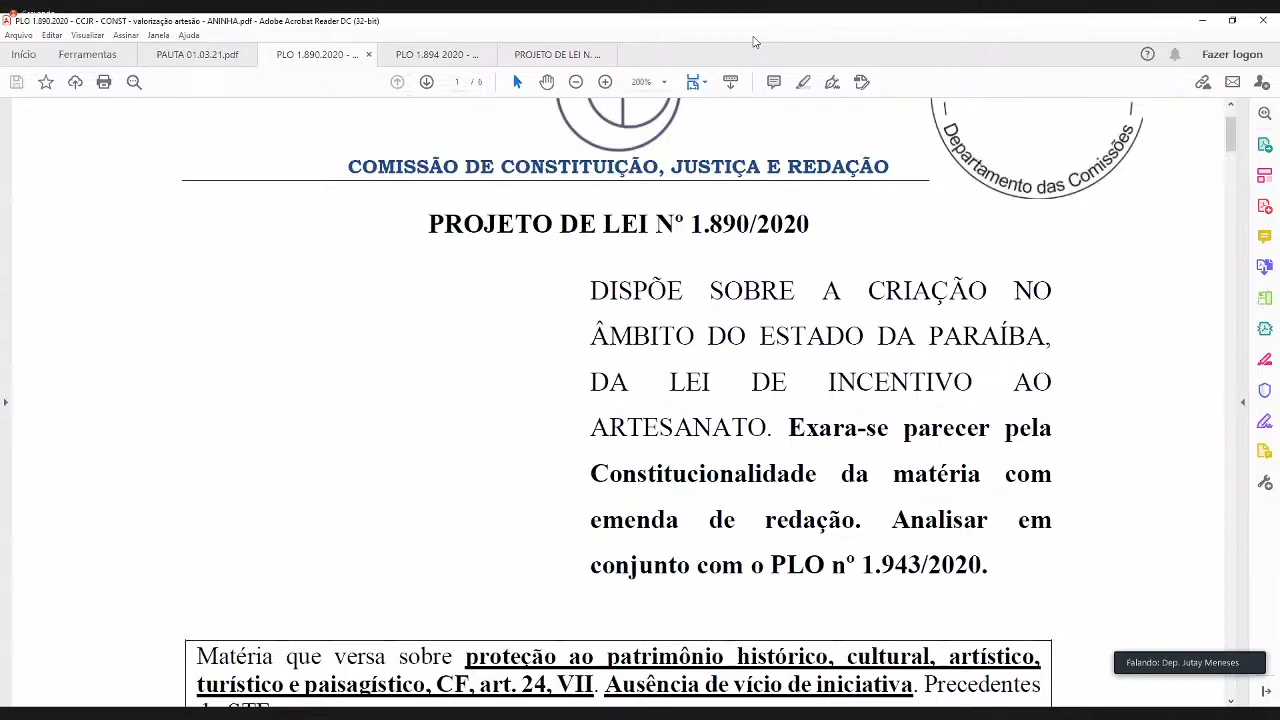 PLO 1.890.2020 - CCJR - CONST - valorização artesão - ANINHA.pdf - Adobe Acrobat Reader DC (32-bit)
Arquivo Editar Visualizar Assinar Janela Ajuda
Início Ferramentas PAUTA 01.03.21.pdf PLO 1.890.2020 - ... × PLO 1.894 2020 - ... PROJETO DE LEI N. ... Fazer logon
1 / 6 200%
Departamento das Comissões
COMISSÃO DE CONSTITUIÇÃO, JUSTIÇA E REDAÇÃO
PROJETO DE LEI Nº 1.890/2020
DISPÕE SOBRE A CRIAÇÃO NO
ÂMBITO DO ESTADO DA PARAÍBA,
DA LEI DE INCENTIVO AO
ARTESANATO. Exara-se parecer pela
Constitucionalidade da matéria com
emenda de redação. Analisar em
conjunto com o PLO nº 1.943/2020.
Matéria que versa sobre proteção ao patrimônio histórico, cultural, artístico,
turístico e paisagístico, CF, art. 24, VII. Ausência de vício de iniciativa. Precedentes
Falando: Dep. Jutay Meneses